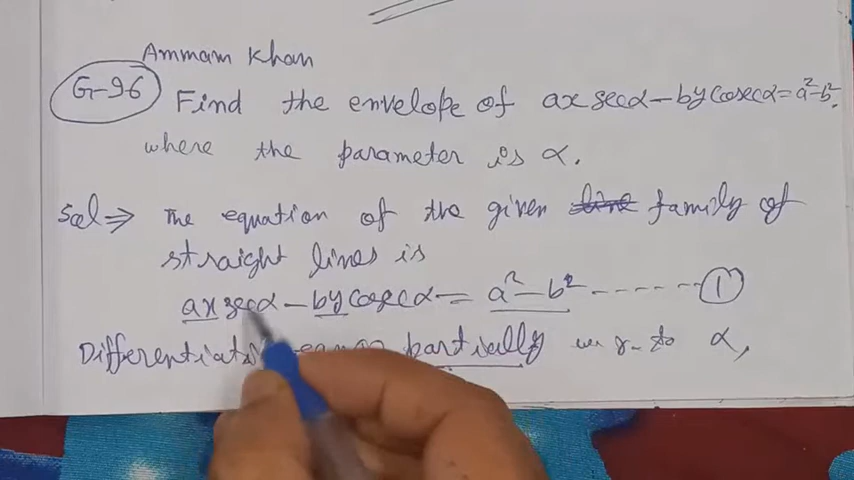 Ammam Khan
G-96 Find the envelope of ax secα - by cosecα = a²-b².
where the parameter is α.
Sol ⇒ The equation of the given line family of
straight lines is
ax secα - by cosecα = a² - b² -------- ①
Differentiating partially w.r. to α,